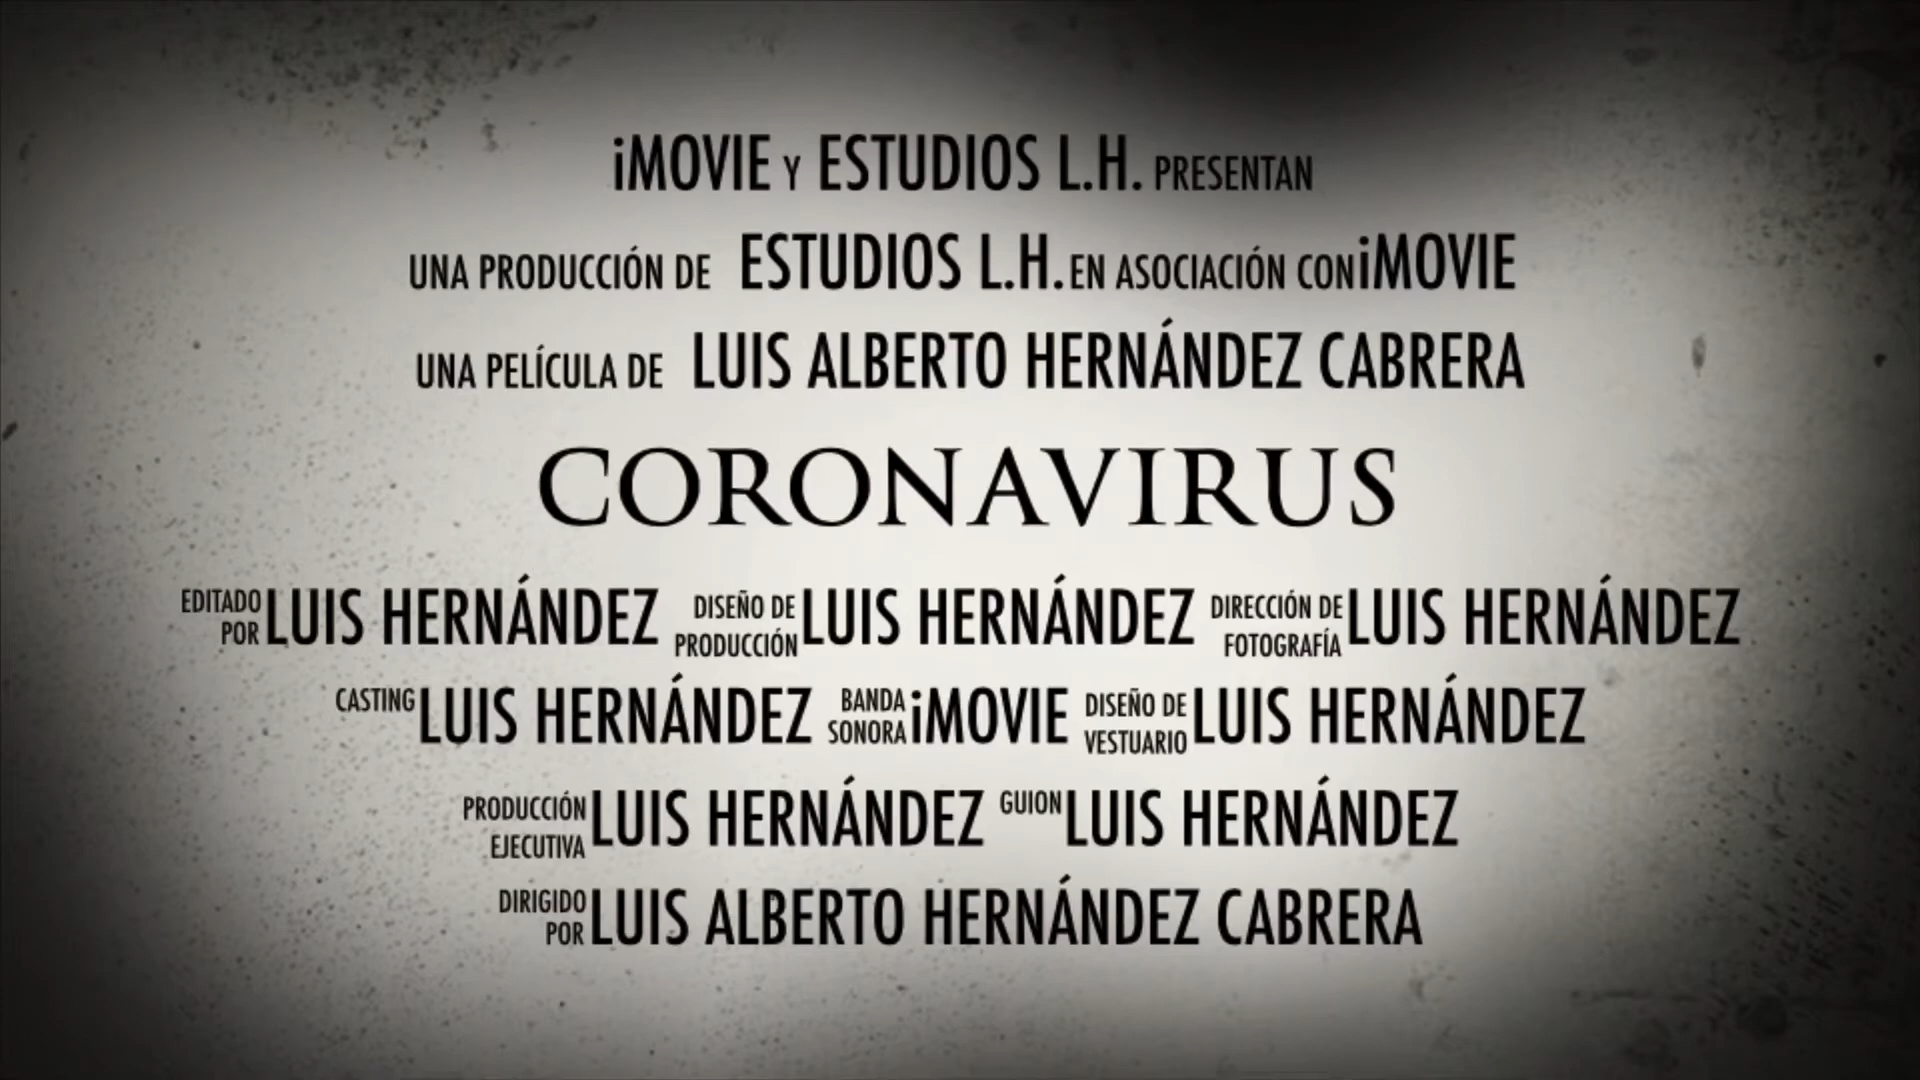 iMOVIE Y ESTUDIOS L.H. PRESENTAN
UNA PRODUCCIÓN DE ESTUDIOS L.H. EN ASOCIACIÓN CON iMOVIE
UNA PELÍCULA DE LUIS ALBERTO HERNÁNDEZ CABRERA
CORONAVIRUS
EDITADO POR LUIS HERNÁNDEZ DISEÑO DE PRODUCCIÓN LUIS HERNÁNDEZ DIRECCIÓN DE FOTOGRAFÍA LUIS HERNÁNDEZ
CASTING LUIS HERNÁNDEZ BANDA SONORA iMOVIE DISEÑO DE VESTUARIO LUIS HERNÁNDEZ
PRODUCCIÓN EJECUTIVA LUIS HERNÁNDEZ GUION LUIS HERNÁNDEZ
DIRIGIDO POR LUIS ALBERTO HERNÁNDEZ CABRERA